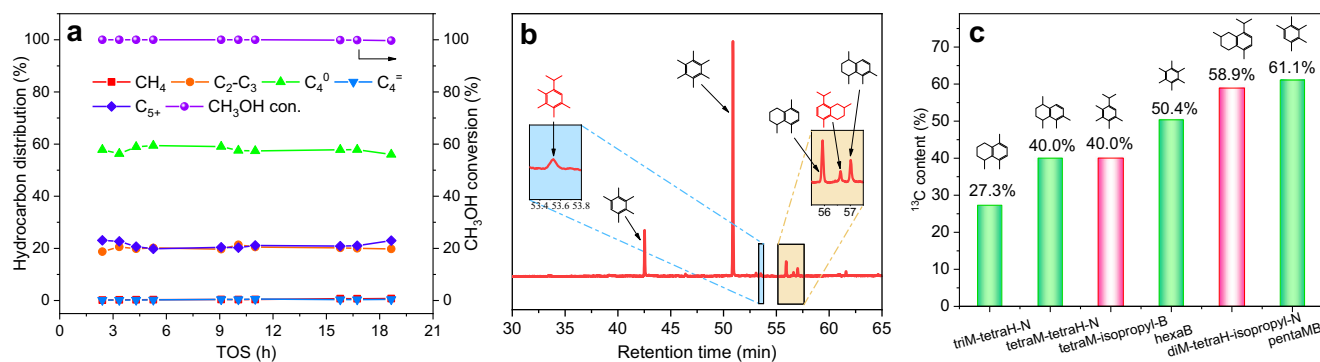 a
Hydrocarbon distribution (%)
100
80
60
40
20
0
CH₄ C₂-C₃ C₄⁰ C₄⁼
C₅₊ CH₃OH con.
100
80
60
40
20
0
CH₃OH conversion (%)
0 3 6 9 12 15 18 21
TOS (h)
b
53.4 53.6 53.8
56 57
30 35 40 45 50 55 60 65
Retention time (min)
c
¹³C content (%)
70
60
50
40
30
20
10
0
27.3%
40.0%
40.0%
50.4%
58.9%
61.1%
triM-tetraH-N
tetraM-tetraH-N
tetraM-isopropyl-B
hexaB
diM-tetraH-isopropyl-N
pentaMB